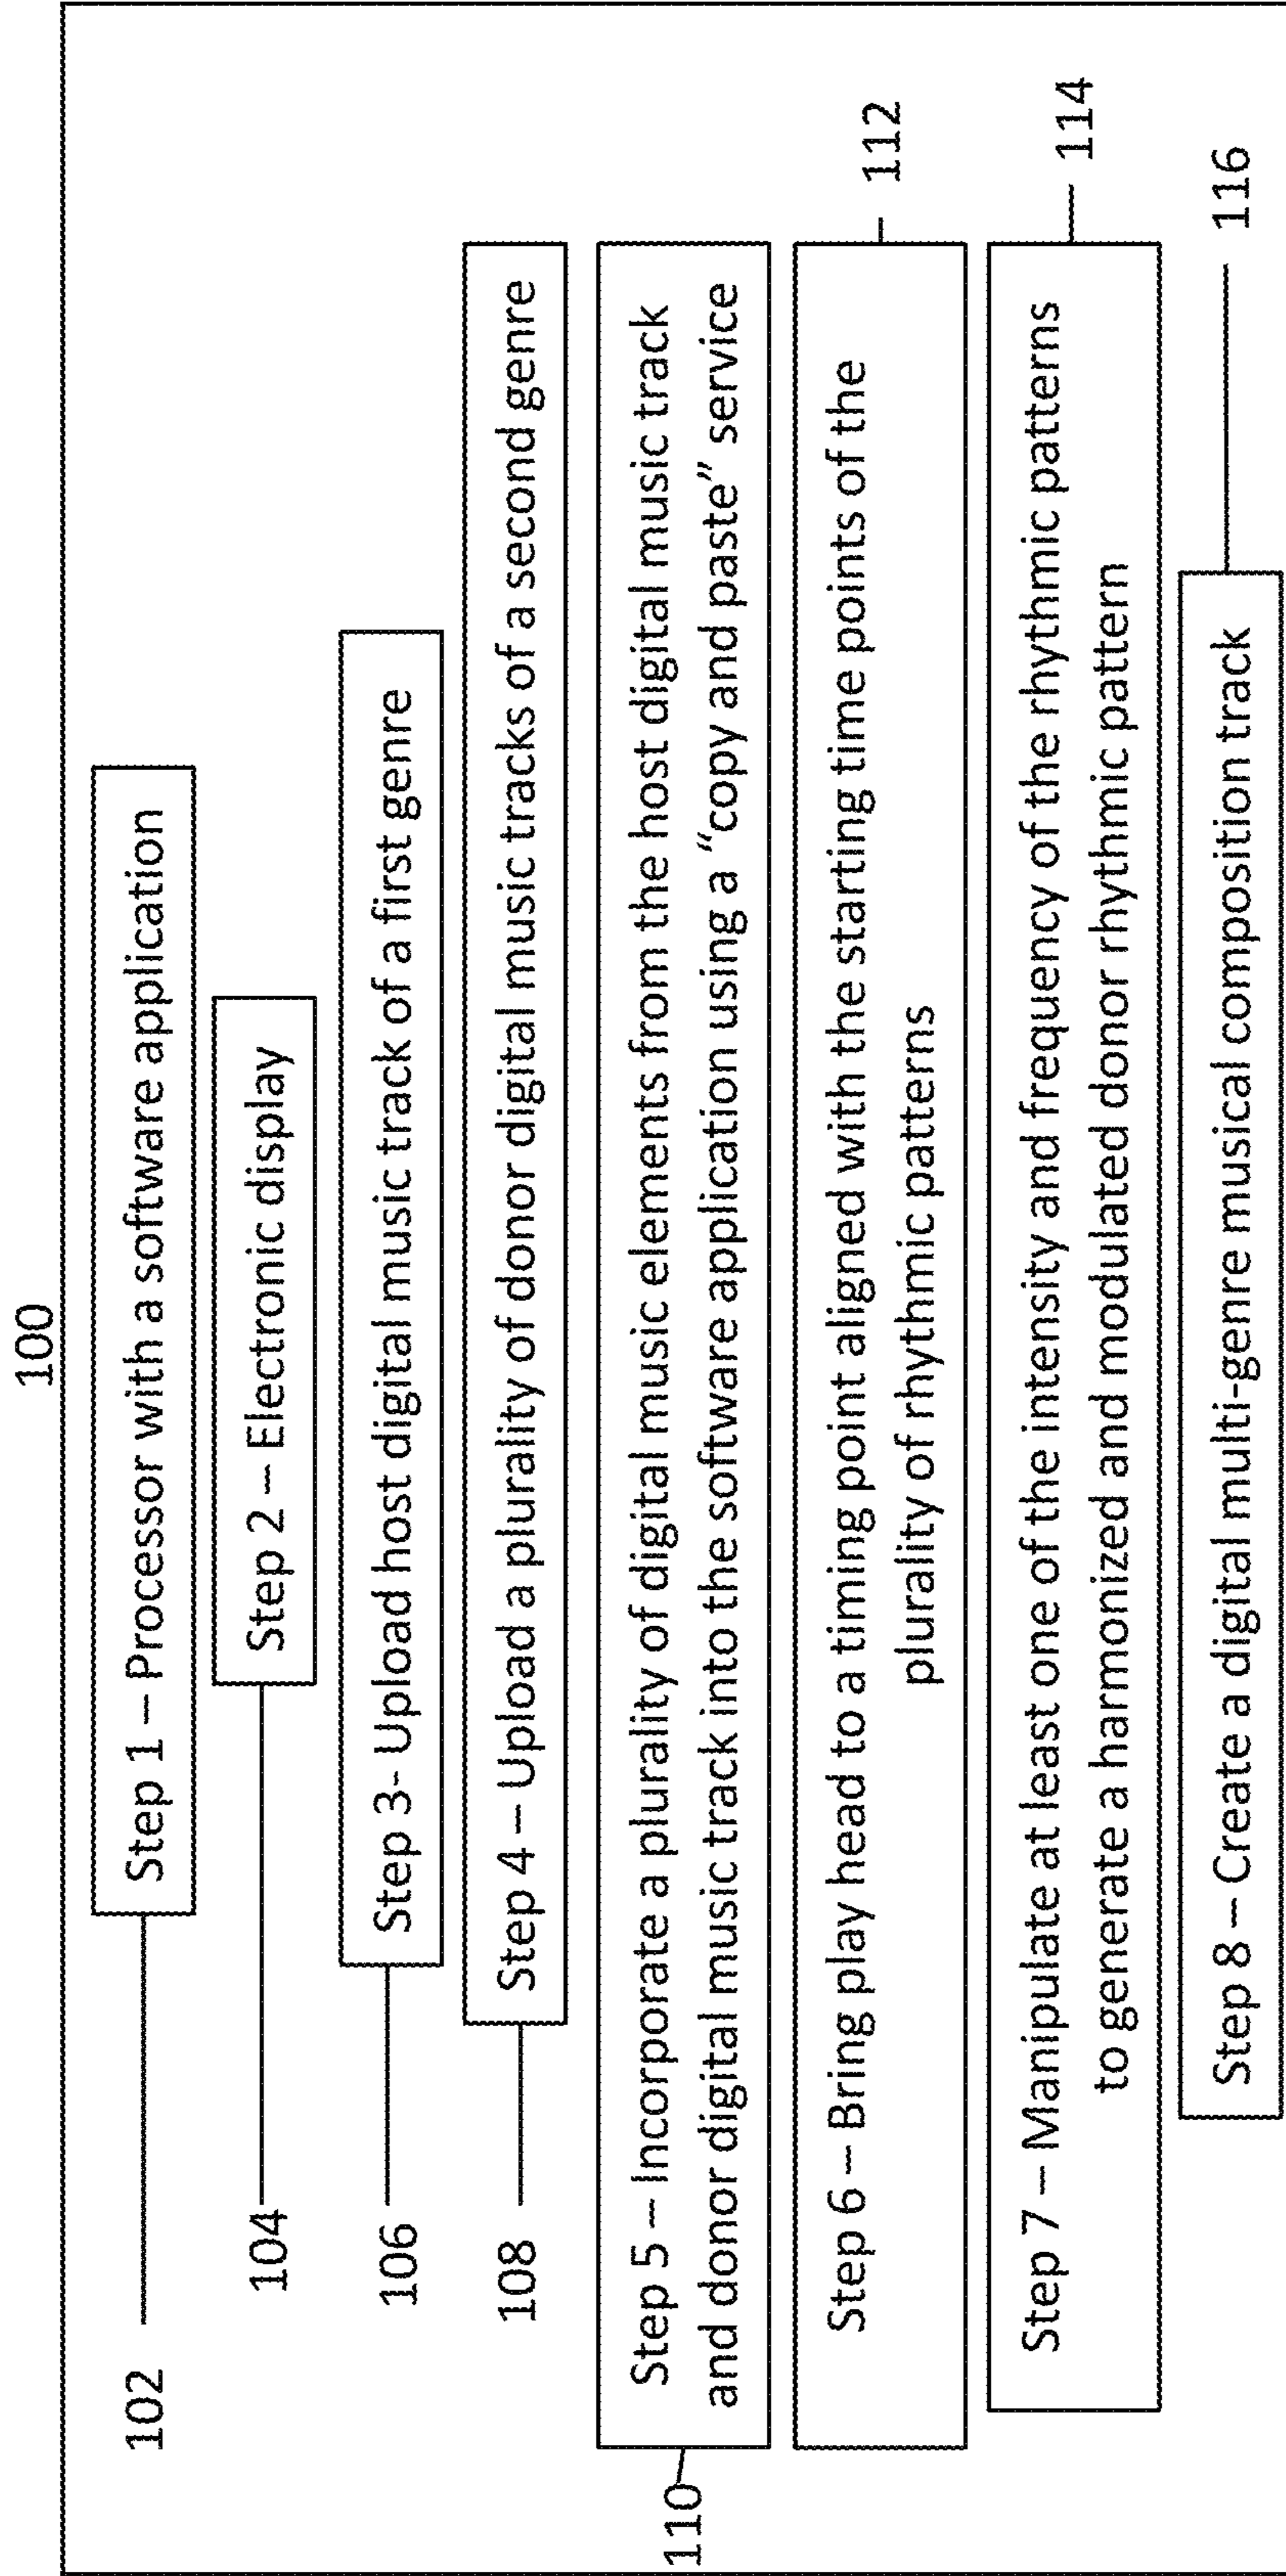 100
102
Step 1 – Processor with a software application
104
Step 2 – Electronic display
106
Step 3- Upload host digital music track of a first genre
108
Step 4 – Upload a plurality of donor digital music tracks of a second genre
110
Step 5 – Incorporate a plurality of digital music elements from the host digital music track
and donor digital music track into the software application using a “copy and paste” service
Step 6 – Bring play head to a timing point aligned with the starting time points of the
plurality of rhythmic patterns
112
Step 7 – Manipulate at least one of the intensity and frequency of the rhythmic patterns
to generate a harmonized and modulated donor rhythmic pattern
114
Step 8 – Create a digital multi-genre musical composition track
116